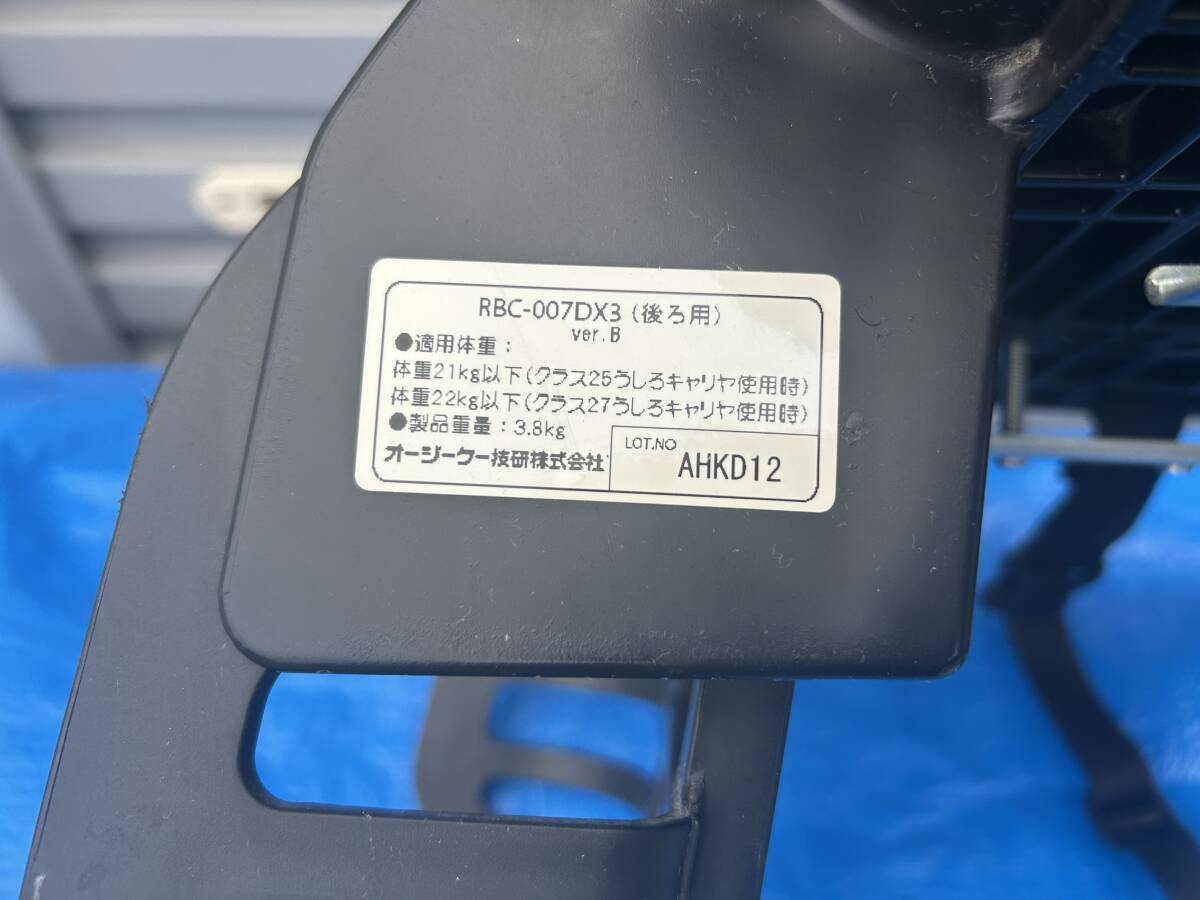 RBC-007DX3(後ろ用)
ver.B
●適用体重:
体重21kg以下(クラス25うしろキャリヤ使用時)
体重22kg以下(クラス27うしろキャリヤ使用時)
●製品重量:3.8kg
オージーケー技研株式会社
LOT.NO
AHKD12